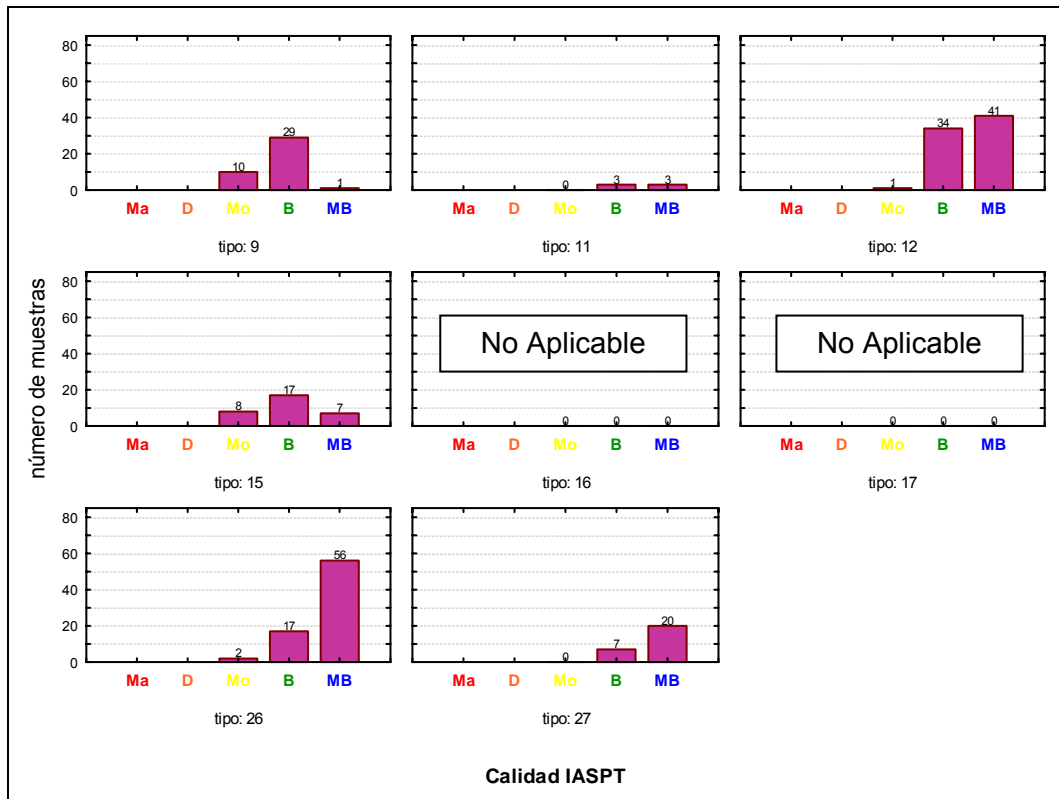 80
60
40
20
0
10
29
1
Ma D Mo B MB
tipo: 9
0
3
3
Ma D Mo B MB
tipo: 11
1
34
41
Ma D Mo B MB
tipo: 12
número de muestras
80
60
40
20
0
8
17
7
Ma D Mo B MB
tipo: 15
No Aplicable
0
0
0
Ma D Mo B MB
tipo: 16
No Aplicable
0
0
0
Ma D Mo B MB
tipo: 17
80
60
40
20
0
2
17
56
Ma D Mo B MB
tipo: 26
0
7
20
Ma D Mo B MB
tipo: 27
Calidad IASPT